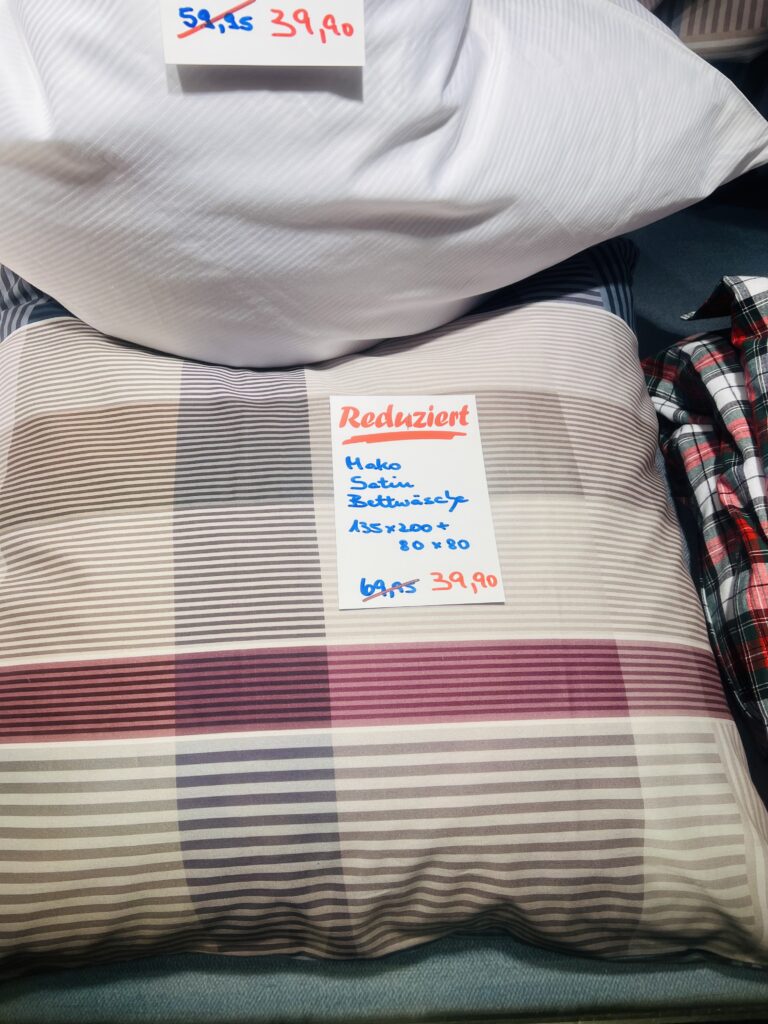 59,95 39,90
Reduziert
Mako
Satin
Bettwäsche
135x200+
80x80
69,95 39,90